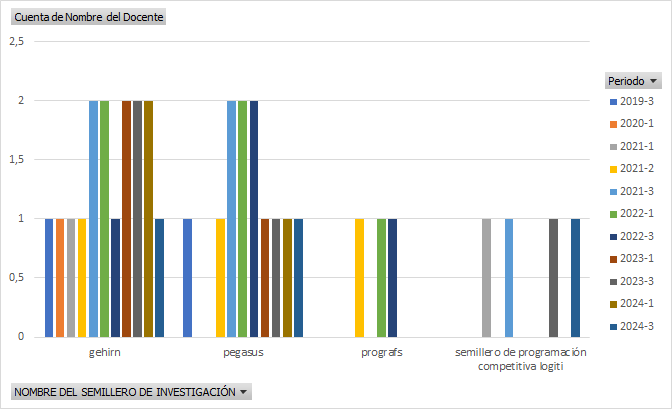 Cuenta de Nombre del Docente
2,5
2
1,5
1
0,5
0
gehirn
pegasus
prografs
semillero de programación
competitiva logiti
Periodo
2019-3
2020-1
2021-1
2021-2
2021-3
2022-1
2022-3
2023-1
2023-3
2024-1
2024-3
NOMBRE DEL SEMILLERO DE INVESTIGACIÓN